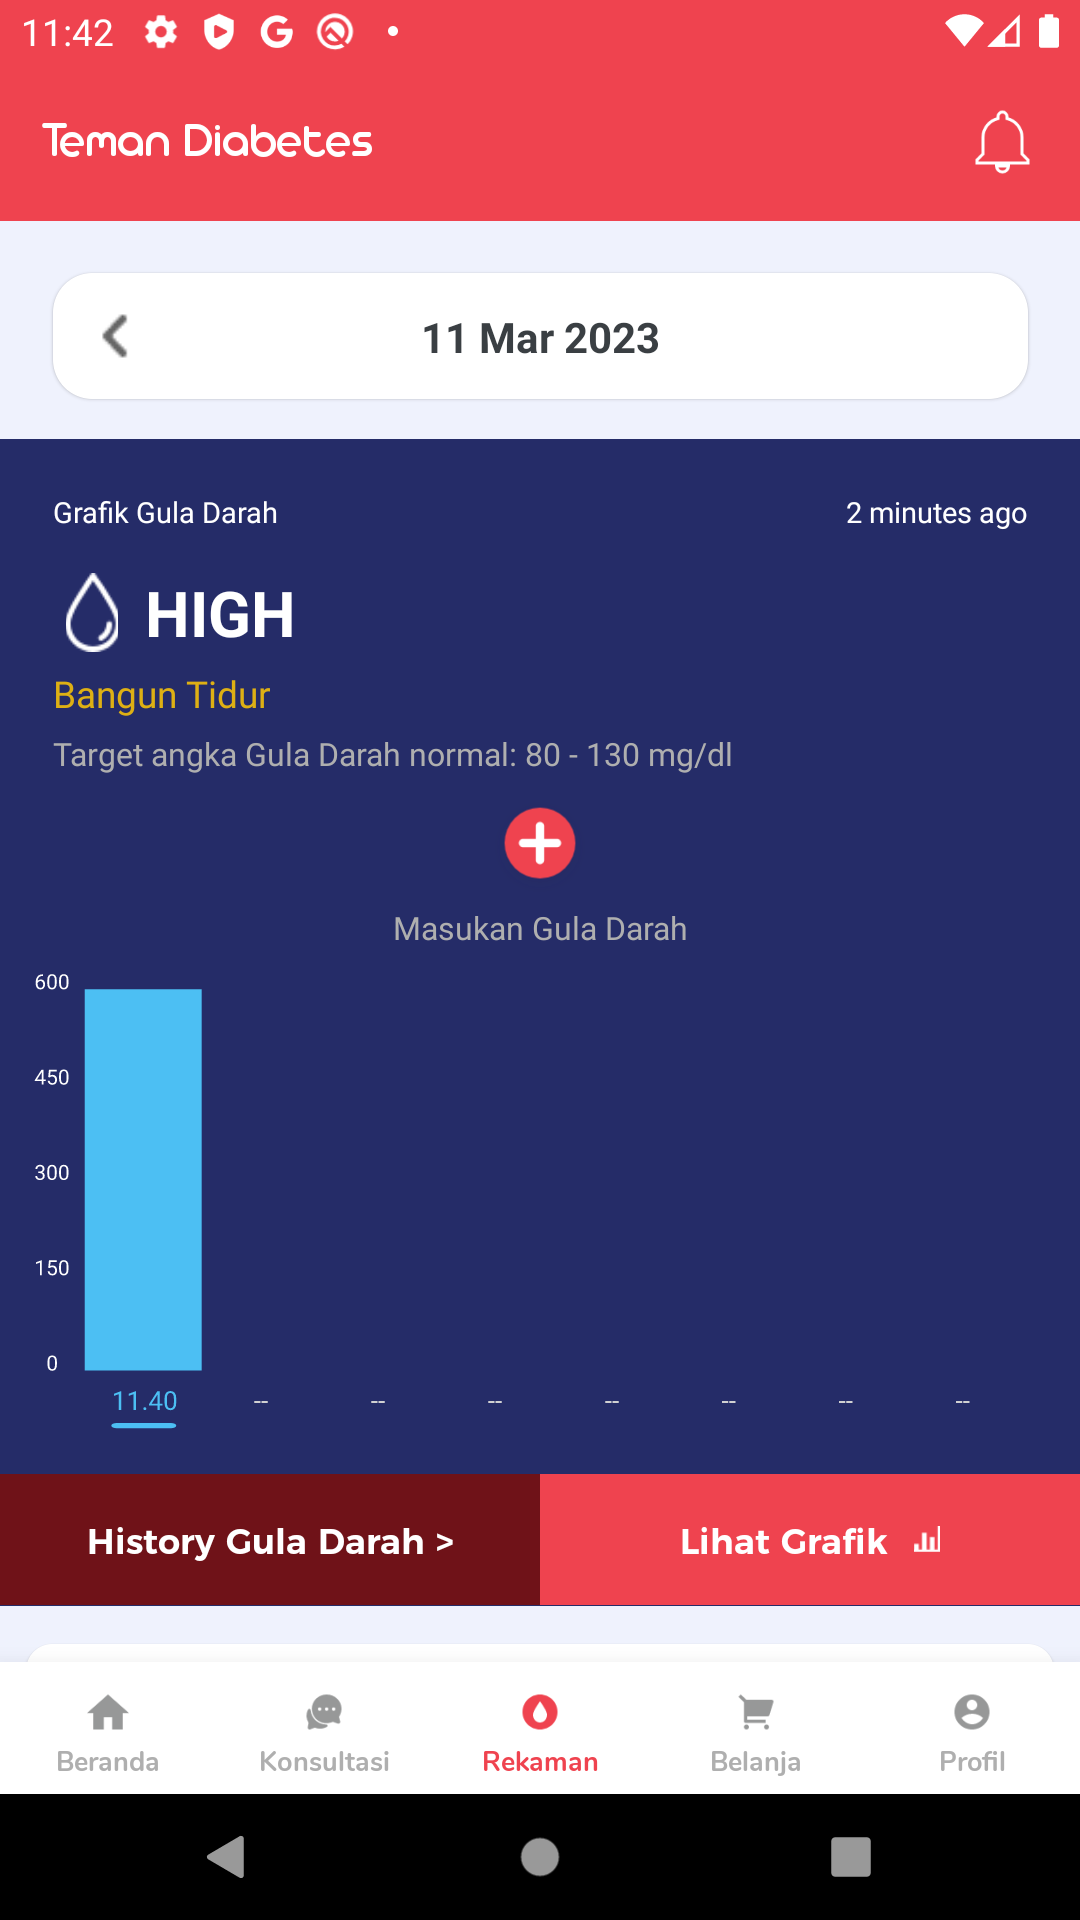 11:42
Teman Diabetes
11 Mar 2023
Grafik Gula Darah
2 minutes ago
HIGH
Bangun Tidur
Target angka Gula Darah normal: 80 - 130 mg/dl
Masukan Gula Darah
600
450
300
150
0
11.40 -- -- -- -- -- -- --
History Gula Darah >
Lihat Grafik
Beranda
Konsultasi
Rekaman
Belanja
Profil